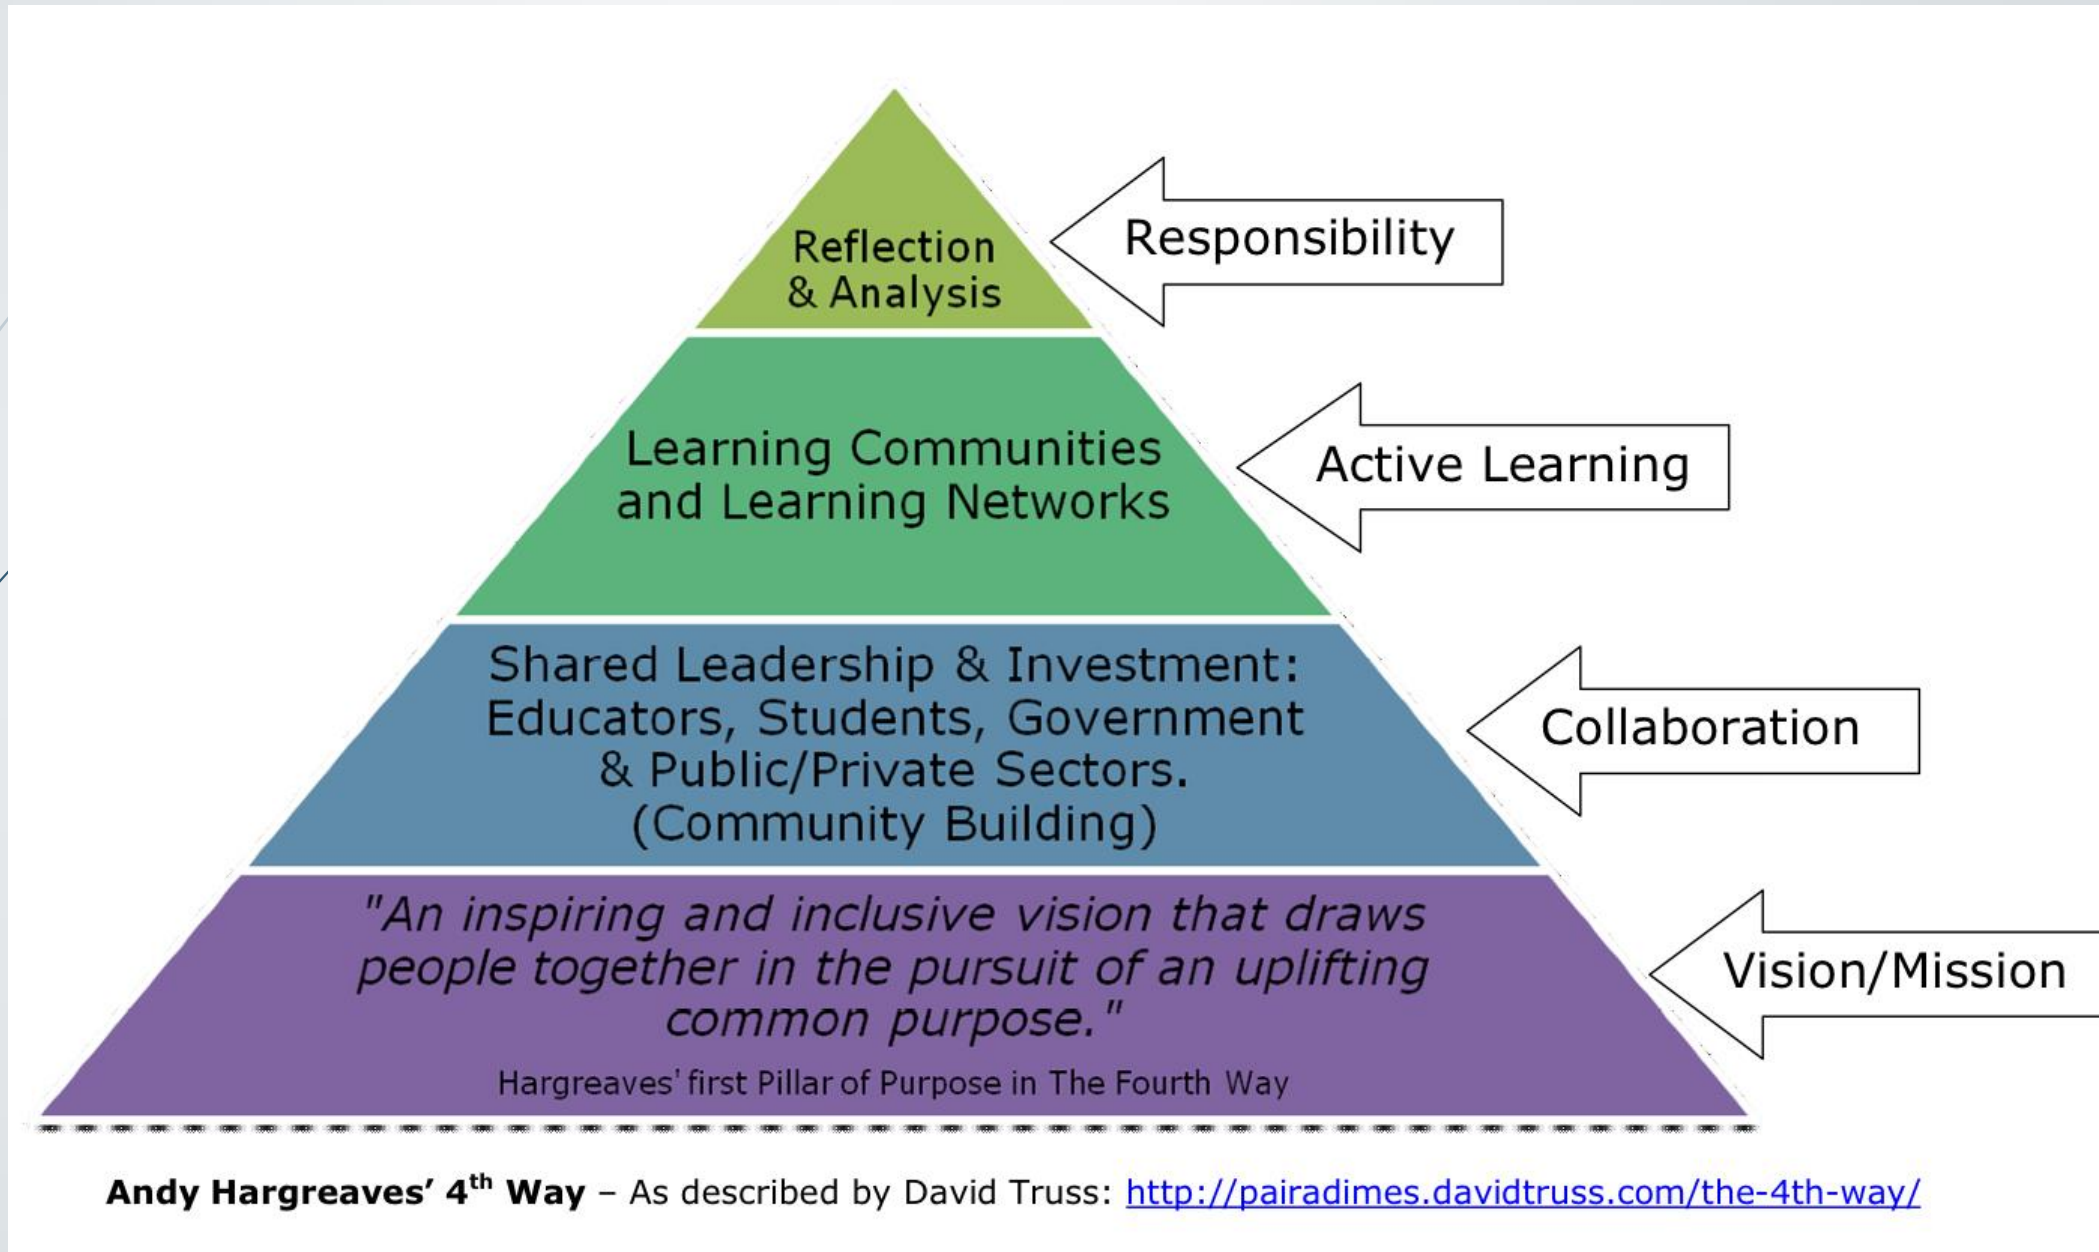 Reflection
& Analysis
Responsibility
Learning Communities
and Learning Networks
Active Learning
Shared Leadership & Investment:
Educators, Students, Government
& Public/Private Sectors.
(Community Building)
Collaboration
"An inspiring and inclusive vision that draws
people together in the pursuit of an uplifting
common purpose."
Hargreaves' first Pillar of Purpose in The Fourth Way
Vision/Mission
Andy Hargreaves’ 4th Way – As described by David Truss: http://pairadimes.davidtruss.com/the-4th-way/